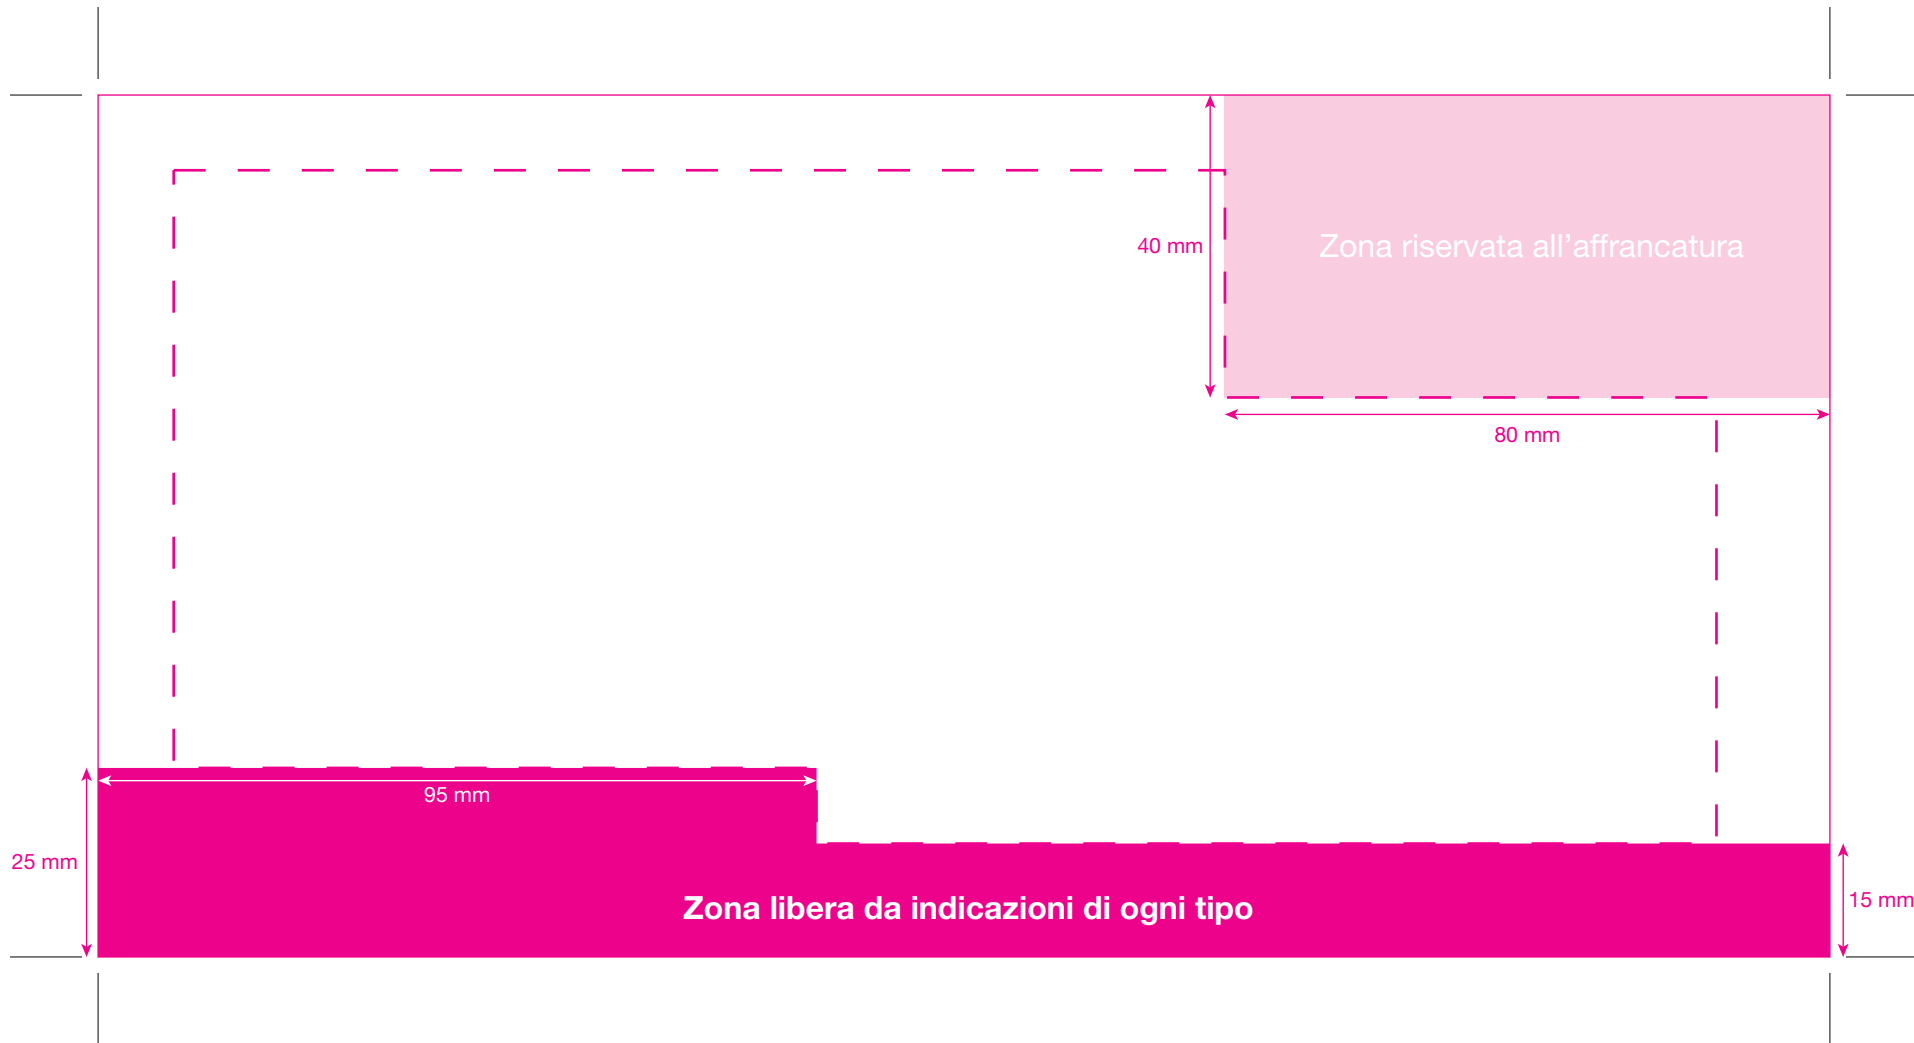 40 mm
Zona riservata all’affrancatura
80 mm
95 mm
25 mm
15 mm
Zona libera da indicazioni di ogni tipo